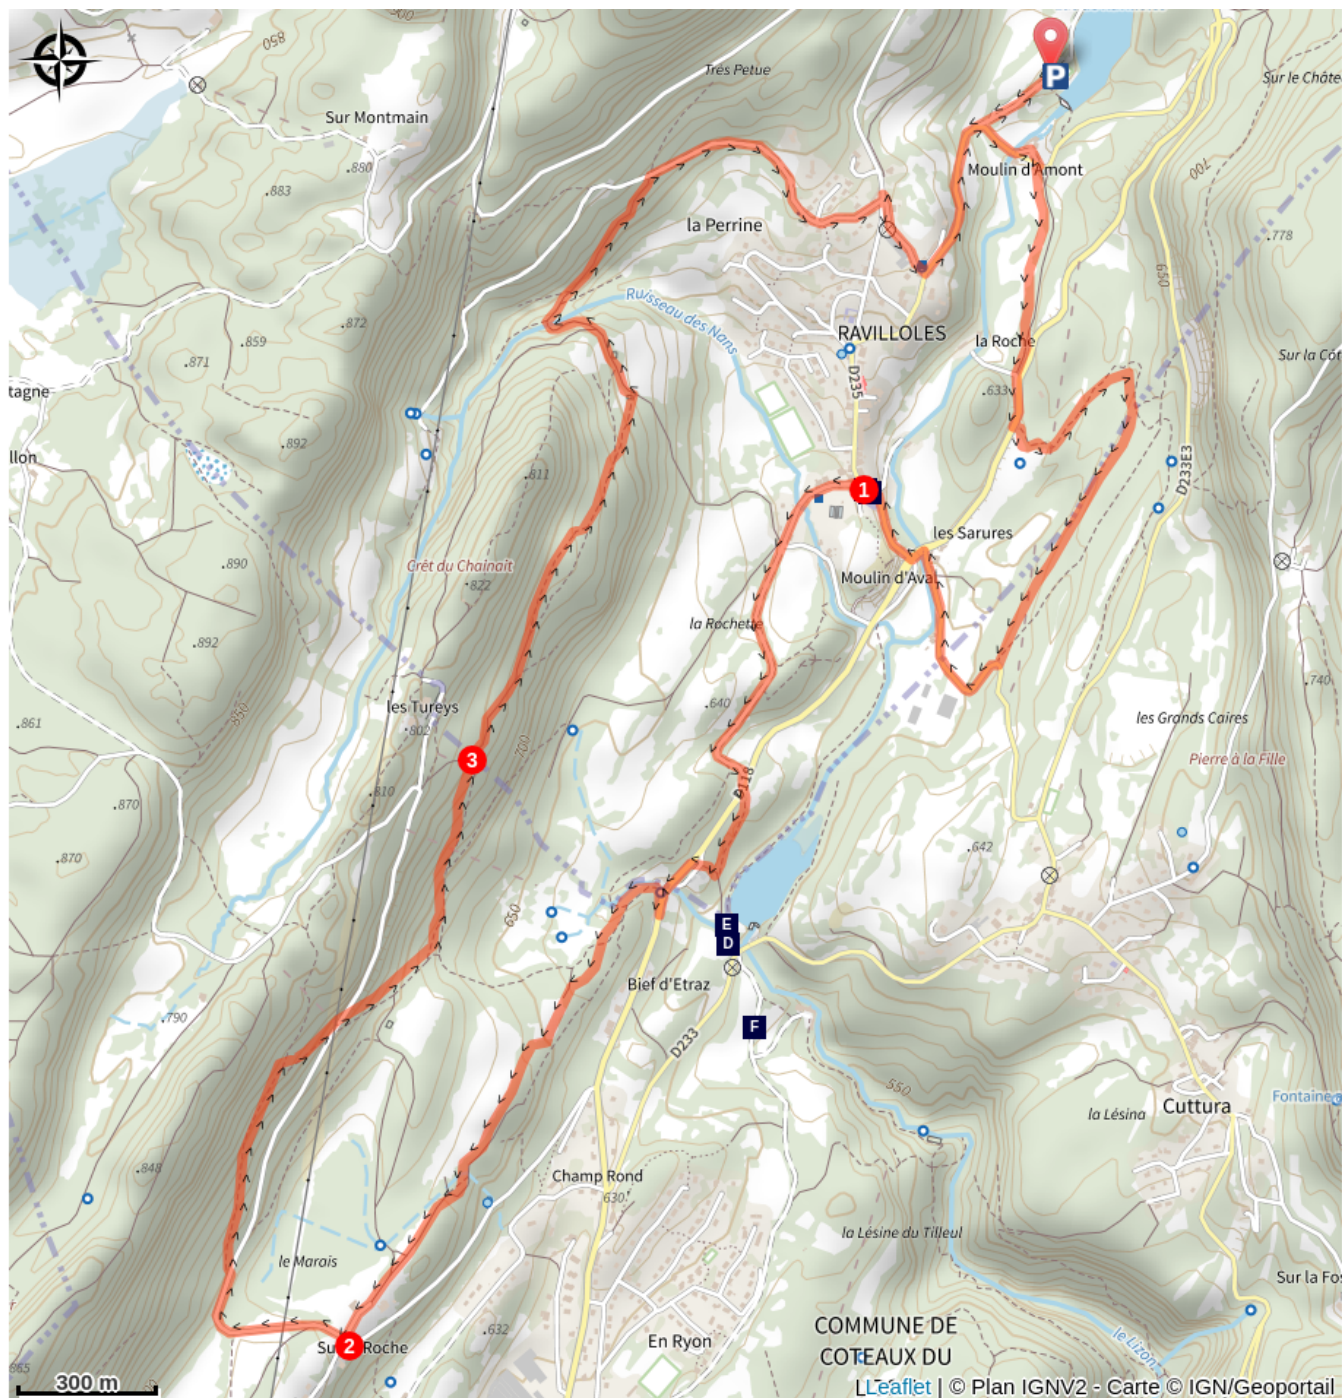 850
900
P
Très Petue
Sur le Châte
Sur Montmain
880
883
Moulin d'Amont
700
778
la Perrine
650
Ruisseau des Nans
872
859
871
RAVILLOLES
la Roche
D235
633
Sur la Côt
tagne
892
llon
811
D233E3
1
les Sarures
890
Crêt du Chainait
822
Moulin d'Aval
892
la Rochette
640
740
850
les Tureys
861
802
les Grands Caires
3
700
Pierre à la Fille
D118
870
810
870
642
650
E
D
Bief d'Etraz
790
F
D233
550
la Lésina
Cuttura
Fontaine
848
Champ Rond
630
la Lésine du Tilleul
le Marais
Sur la Fos
le Lizon
COMMUNE DE
632
En Ryon
2
Roche
COTEAUX DU
865
300 m
Leaflet | © Plan IGNV2 - Carte © IGN/Geoportail